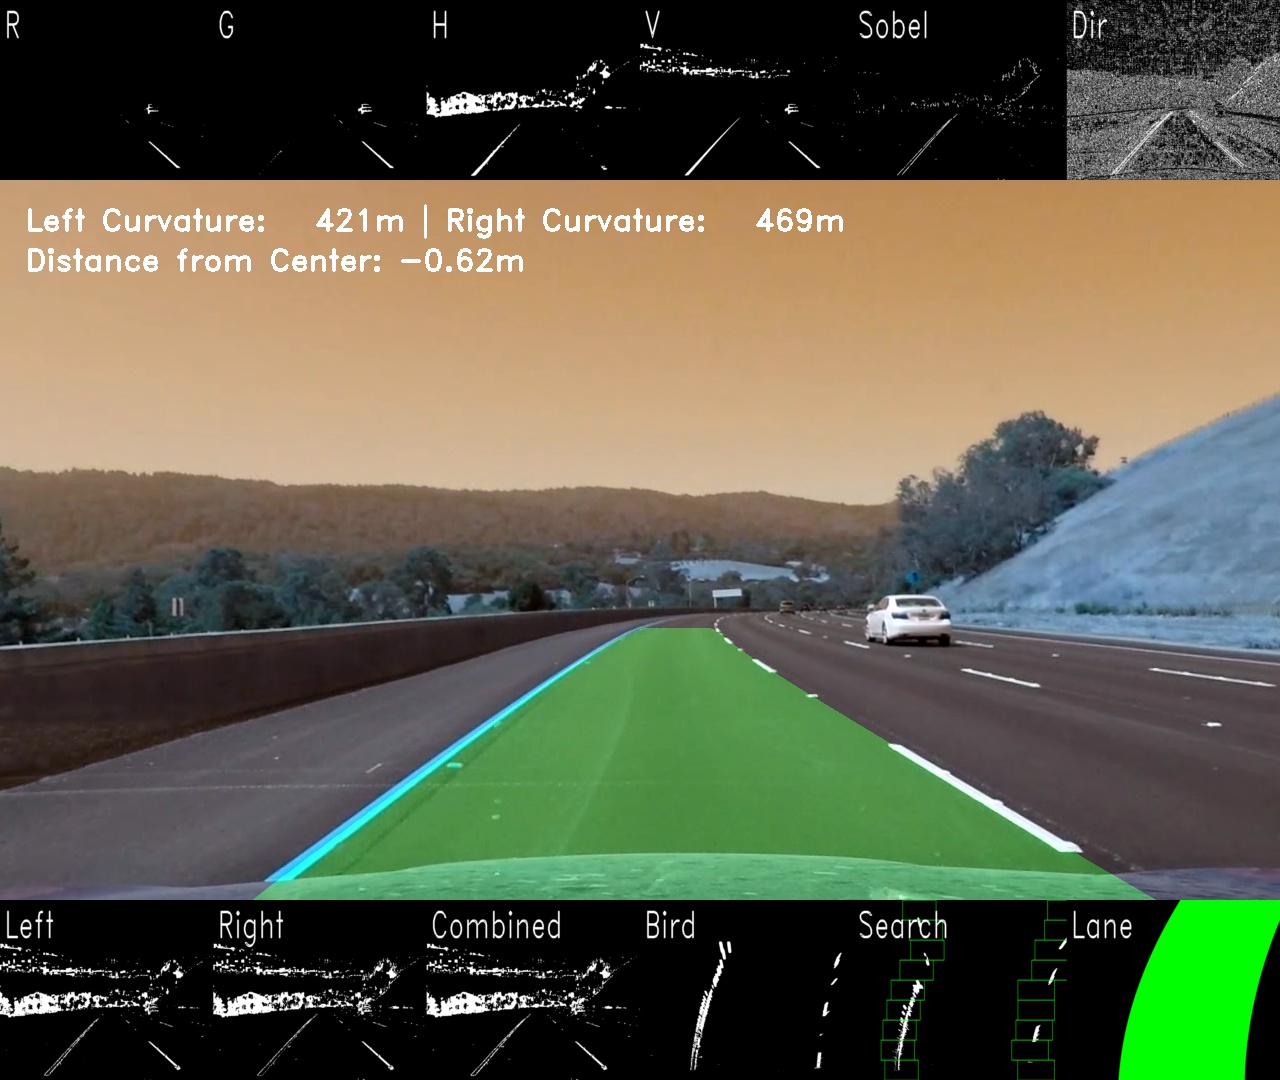 R G H V Sobel Dir
Left Curvature: 421m | Right Curvature: 469m
Distance from Center: -0.62m
Left Right Combined Bird Search Lane